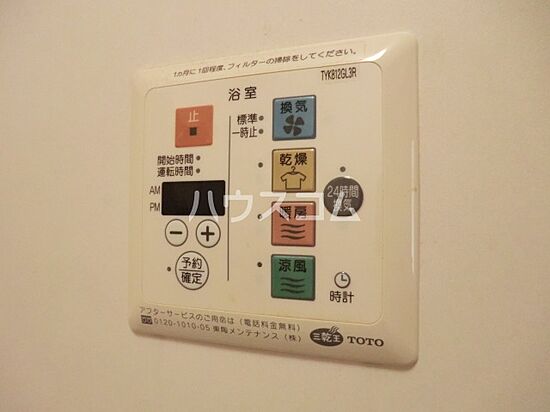 1ヵ月に1回程度、フィルターの掃除をしてください。
TYK812GL3R
浴室
止
標準
一時止
換気
開始時間
運転時間
乾燥
AM
PM
24時間
換気
暖房
予約
確定
涼風
時計
アフターサービスのご用命は（電話料金無料）
0120-1010-05 東陶メンテナンス（株）
三乾王
TOTO
ハウスコム